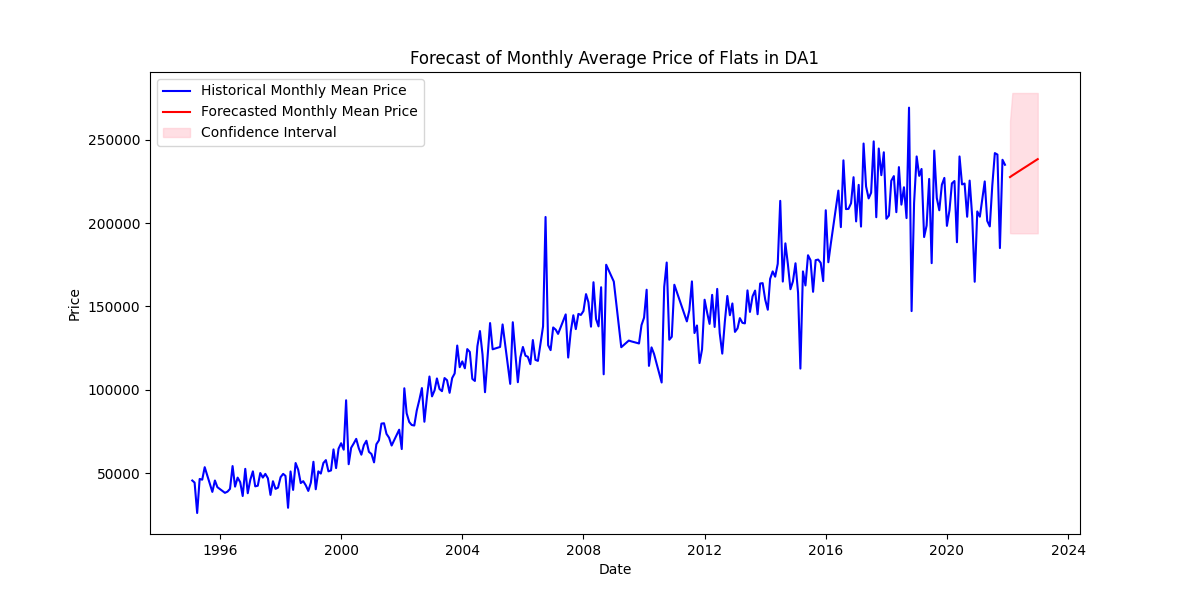 Forecast of Monthly Average Price of Flats in DA1
Historical Monthly Mean Price
Forecasted Monthly Mean Price
Confidence Interval
250000
200000
150000
100000
50000
Price
1996 2000 2004 2008 2012 2016 2020 2024
Date